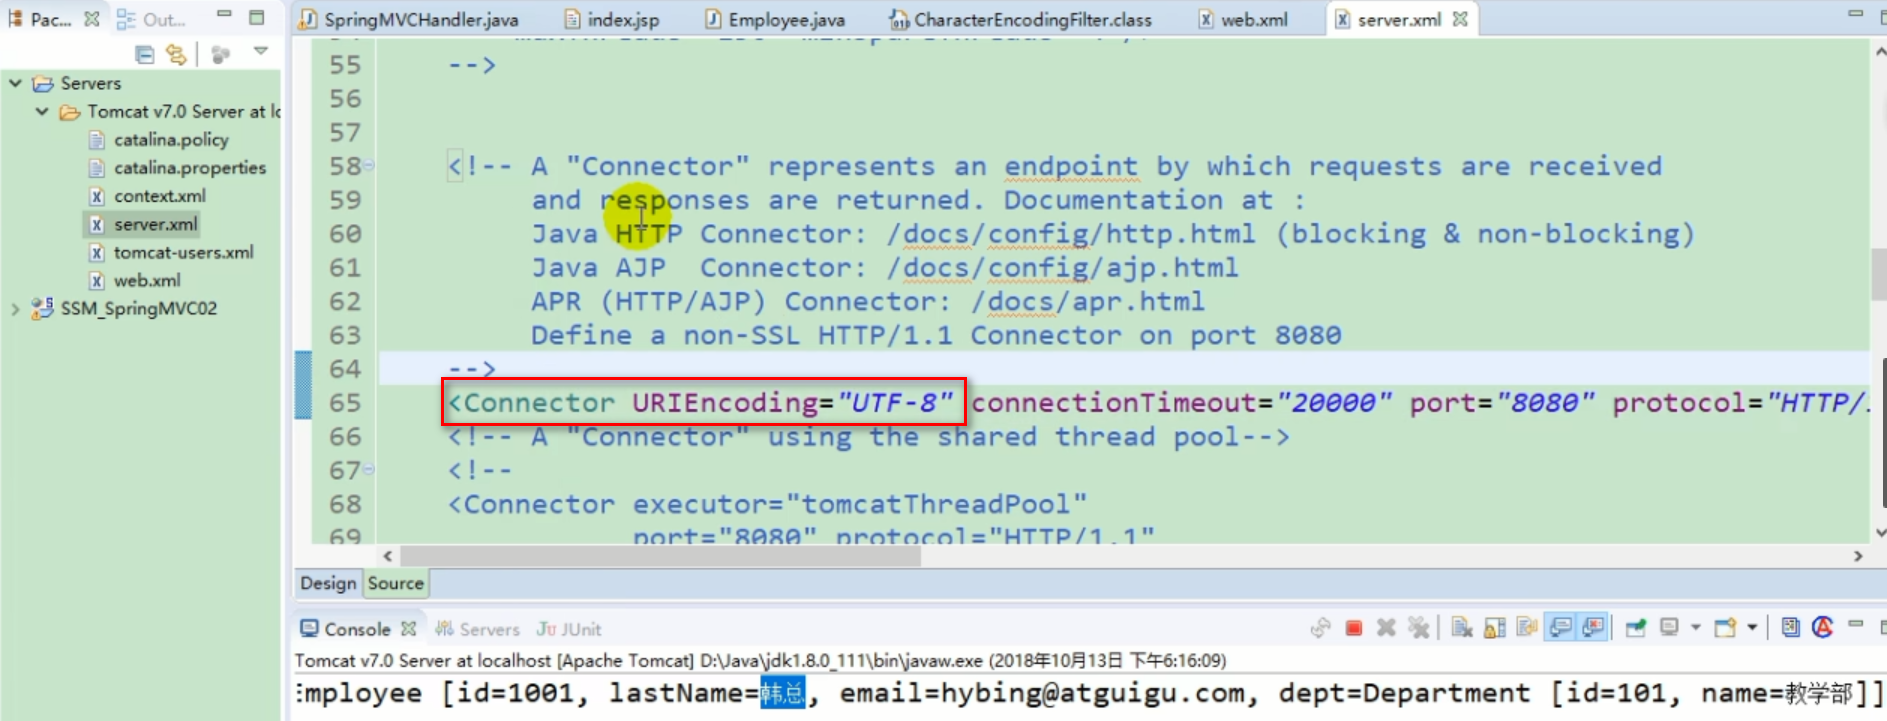 Pac...
Out...
SpringMVCHandler.java
index.jsp
Employee.java
CharacterEncodingFilter.class
web.xml
server.xml
Servers
Tomcat v7.0 Server at lo
catalina.policy
catalina.properties
context.xml
server.xml
tomcat-users.xml
web.xml
SSM_SpringMVC02
55 -->
56
57
58 <!-- A "Connector" represents an endpoint by which requests are received
59 and responses are returned. Documentation at :
60 Java HTTP Connector: /docs/config/http.html (blocking & non-blocking)
61 Java AJP  Connector: /docs/config/ajp.html
62 APR (HTTP/AJP) Connector: /docs/apr.html
63 Define a non-SSL HTTP/1.1 Connector on port 8080
64 -->
65 <Connector URIEncoding="UTF-8" connectionTimeout="20000" port="8080" protocol="HTTP/1
66 <!-- A "Connector" using the shared thread pool-->
67 <!--
68 <Connector executor="tomcatThreadPool"
69 port="8080" protocol="HTTP/1.1"
Design
Source
Console
Servers
JUnit
Tomcat v7.0 Server at localhost [Apache Tomcat] D:\Java\jdk1.8.0_111\bin\javaw.exe (2018年10月13日 下午6:16:09)
mployee [id=1001, lastName=韩总, email=hybing@atguigu.com, dept=Department [id=101, name=教学部]]